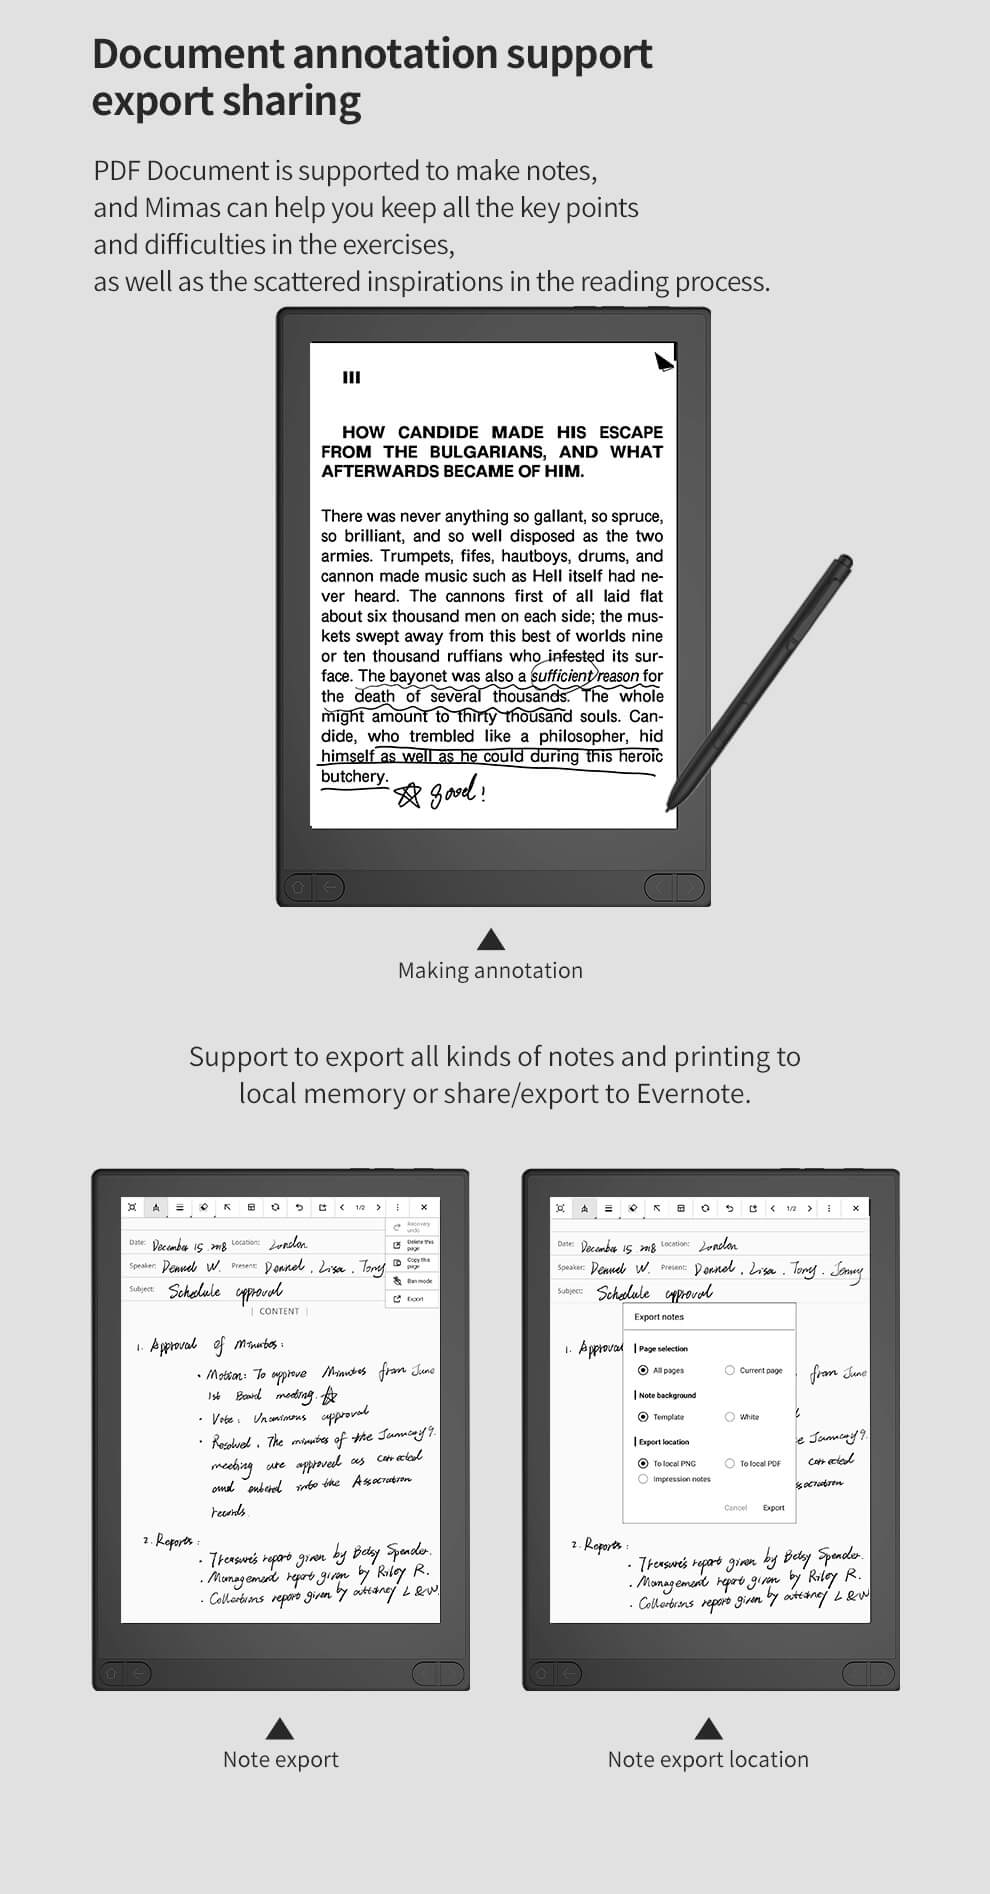 Document annotation support
export sharing
PDF Document is supported to make notes,
and Mimas can help you keep all the key points
and difficulties in the exercises,
as well as the scattered inspirations in the reading process.
III
HOW CANDIDE MADE HIS ESCAPE
FROM THE BULGARIANS, AND WHAT
AFTERWARDS BECAME OF HIM.
There was never anything so gallant, so spruce,
so brilliant, and so well disposed as the two
armies. Trumpets, fifes, hautboys, drums, and
cannon made music such as Hell itself had ne-
ver heard. The cannons first of all laid flat
about six thousand men on each side; the mus-
kets swept away from this best of worlds nine
or ten thousand ruffians who infested its sur-
face. The bayonet was also a sufficient reason for
the death of several thousands. The whole
might amount to thirty thousand souls. Can-
dide, who trembled like a philosopher, hid
himself as well as he could during this heroic
butchery.
good!
Making annotation
Support to export all kinds of notes and printing to
local memory or share/export to Evernote.
1/2
Recovery
undo
Delete this
page
Copy this
page
Ban mode
Export
Date: December 15 2018 Location: London
Speaker: Dennel W. Present: Dennel, Lisa, Tony
Subject: Schedule approval
| CONTENT |
1. Approval of Minutes:
• Motion: To approve Minutes from June
1st Board meeting.
• Vote: Unanimous approval
• Resolved, The minutes of the January 9.
meeting are approved as corrected
and entered into the Association
records.
2. Reports:
• Treasure's report given by Betsy Spender.
• Management report given by Riley R.
• Collections report given by attorney L&W.
Note export
1/2
Date: December 15 2018 Location: London
Speaker: Dennel W. Present: Dennel, Lisa, Tony, Jenny
Subject: Schedule approval
1. Approval
from June
e January 9.
corrected
ssociation
Export notes
Page selection
All pages Current page
Note background
Template White
Export location
To local PNG To local PDF
Impression notes
Cancel Export
2. Reports:
• Treasure's report given by Betsy Spender.
• Management report given by Riley R.
• Collections report given by attorney L&W
Note export location